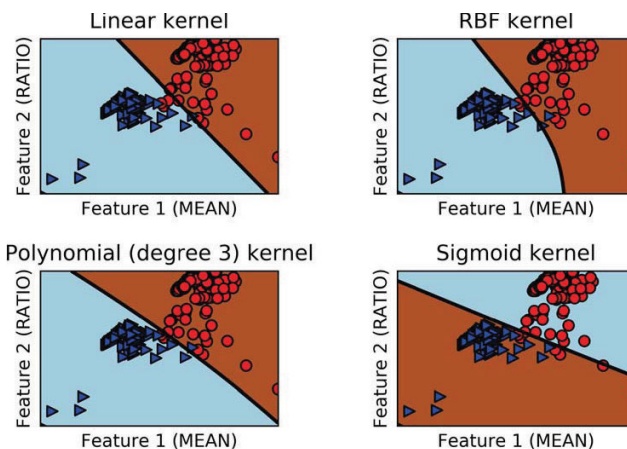 Linear kernel
RBF kernel
Feature 2 (RATIO)
Feature 2 (RATIO)
Feature 1 (MEAN)
Feature 1 (MEAN)
Polynomial (degree 3) kernel
Sigmoid kernel
Feature 2 (RATIO)
Feature 2 (RATIO)
Feature 1 (MEAN)
Feature 1 (MEAN)